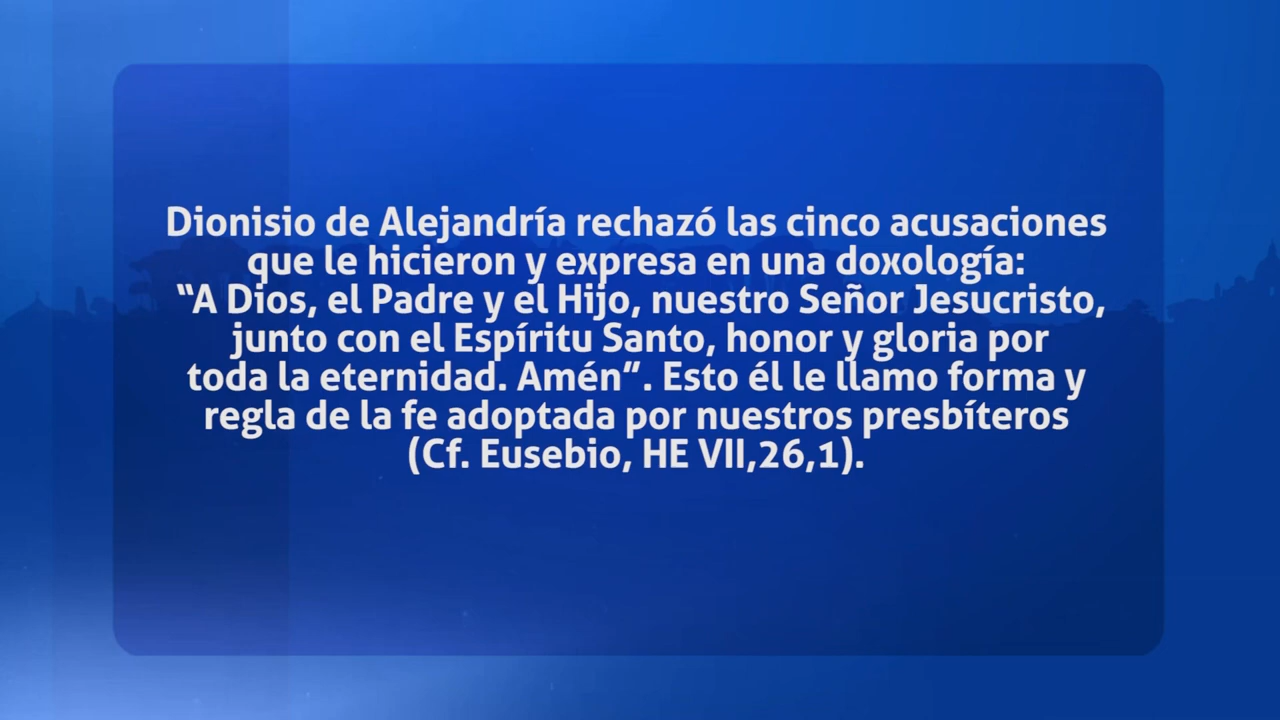 Dionisio de Alejandría rechazó las cinco acusaciones
que le hicieron y expresa en una doxología:
“A Dios, el Padre y el Hijo, nuestro Señor Jesucristo,
junto con el Espíritu Santo, honor y gloria por
toda la eternidad. Amén”. Esto él le llamo forma y
regla de la fe adoptada por nuestros presbíteros
(Cf. Eusebio, HE VII,26,1).